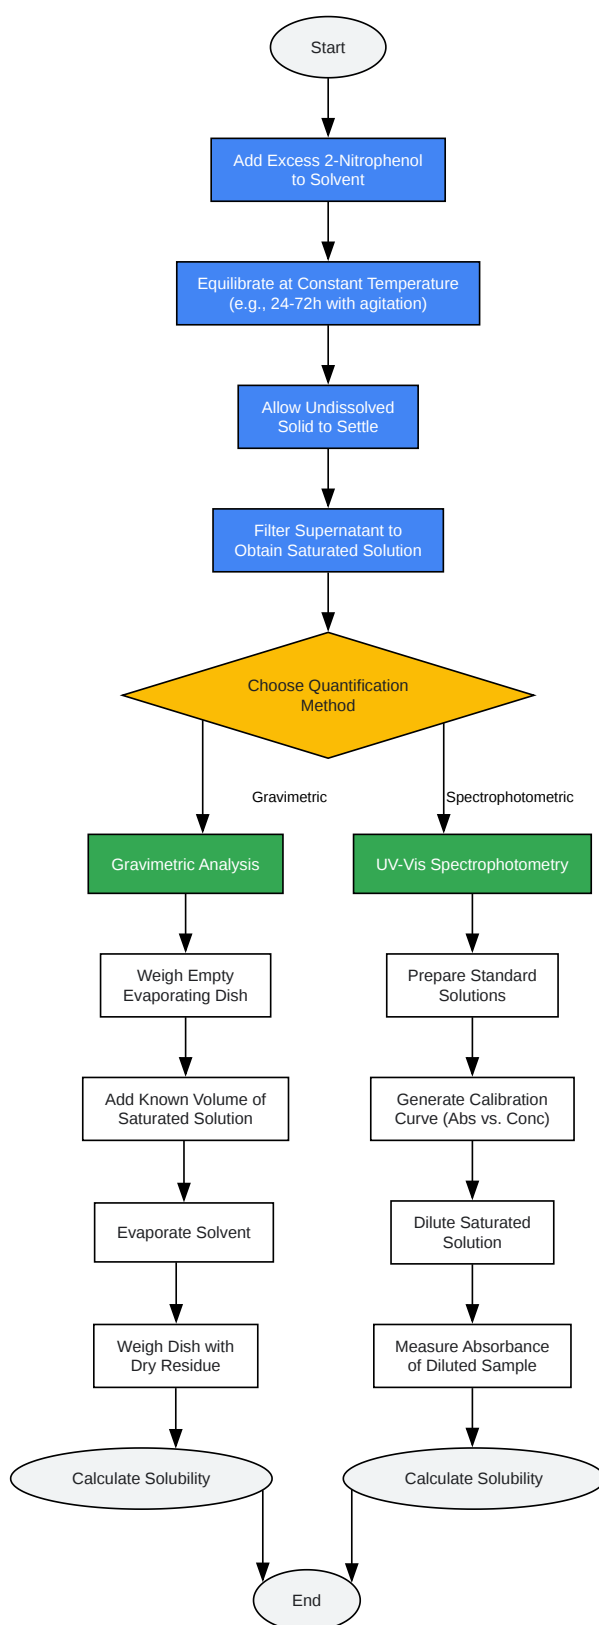 Start
Add Excess 2-Nitrophenol
to Solvent
Equilibrate at Constant Temperature
(e.g., 24-72h with agitation)
Allow Undissolved
Solid to Settle
Filter Supernatant to
Obtain Saturated Solution
Choose Quantification
Method
Gravimetric
Spectrophotometric
Gravimetric Analysis
UV-Vis Spectrophotometry
Weigh Empty
Evaporating Dish
Prepare Standard
Solutions
Add Known Volume of
Saturated Solution
Generate Calibration
Curve (Abs vs. Conc)
Evaporate Solvent
Dilute Saturated
Solution
Weigh Dish with
Dry Residue
Measure Absorbance
of Diluted Sample
Calculate Solubility
Calculate Solubility
End